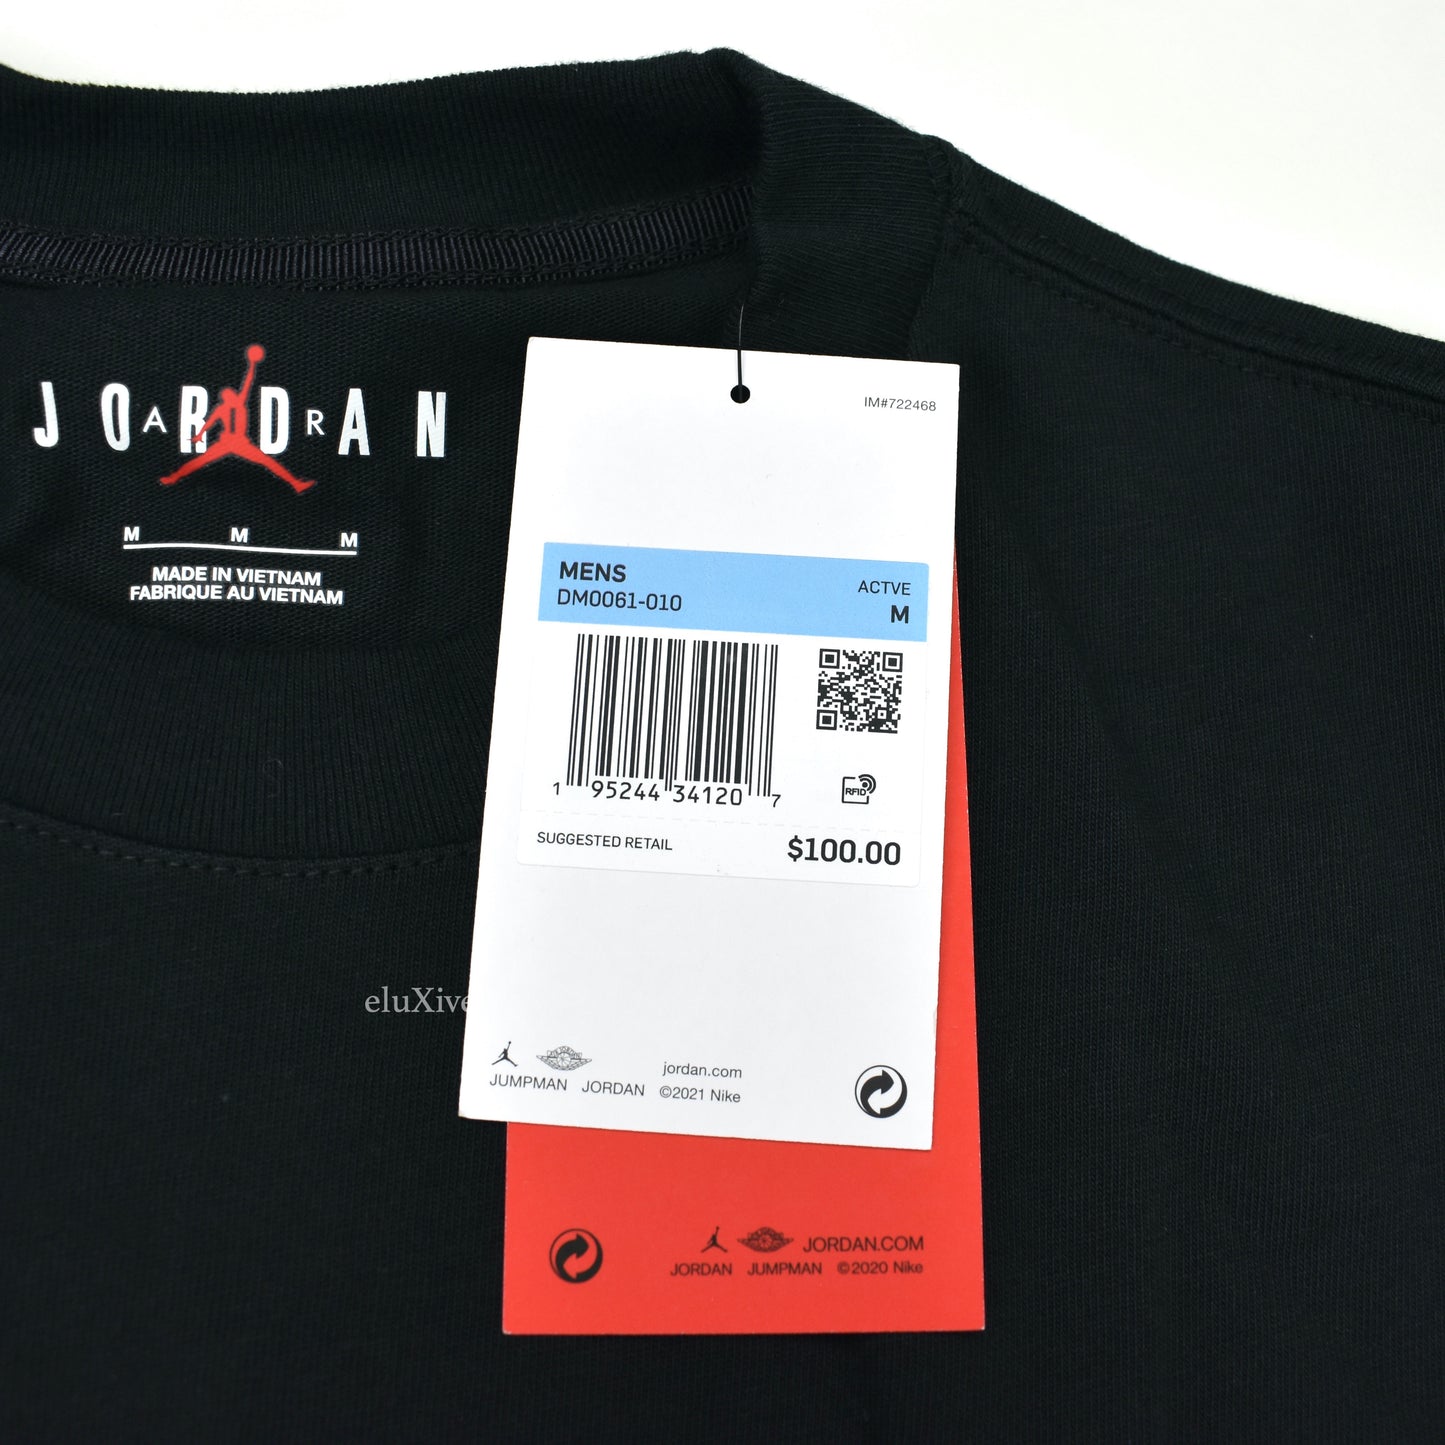 JORDAN
AIR
M M M
MADE IN VIETNAM
FABRIQUE AU VIETNAM
IM#722468
MENS ACTVE
DM0061-010 M
1 95244 34120 7
RFID
SUGGESTED RETAIL $100.00
eluXive
jordan.com
JUMPMAN JORDAN ©2021 Nike
JORDAN.COM
JORDAN JUMPMAN ©2020 Nike